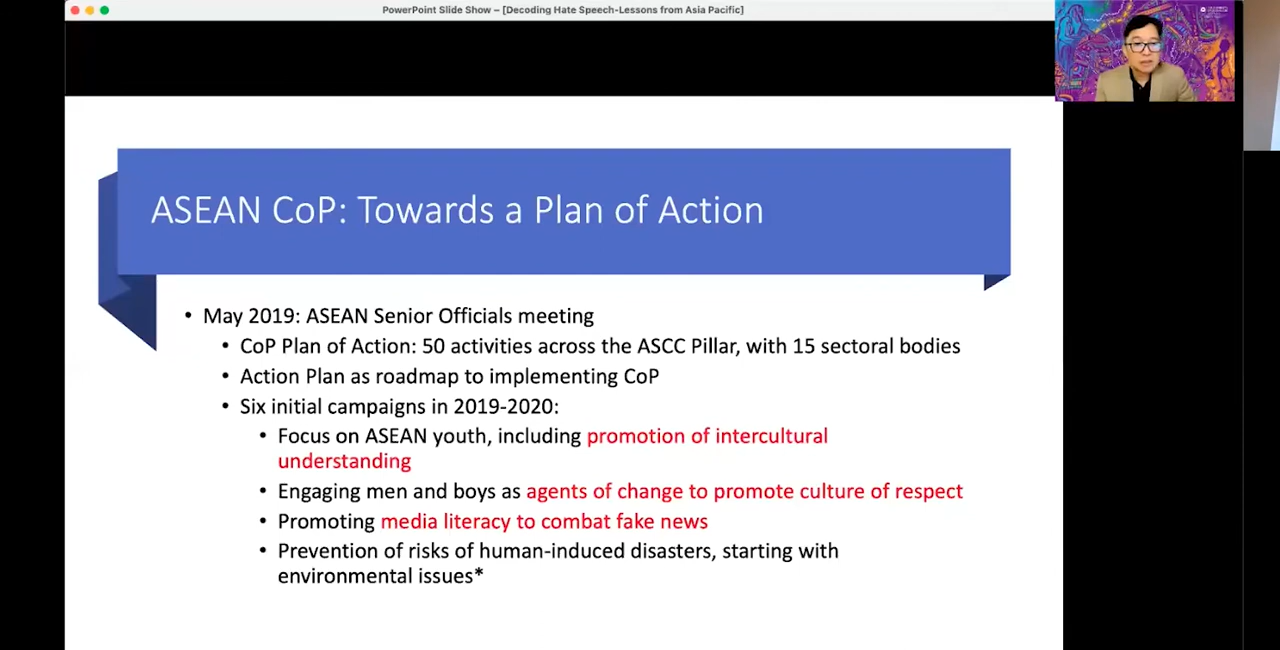 PowerPoint Slide Show – [Decoding Hate Speech-Lessons from Asia Pacific]
ASEAN CoP: Towards a Plan of Action
• May 2019: ASEAN Senior Officials meeting
• CoP Plan of Action: 50 activities across the ASCC Pillar, with 15 sectoral bodies
• Action Plan as roadmap to implementing CoP
• Six initial campaigns in 2019-2020:
• Focus on ASEAN youth, including promotion of intercultural
understanding
• Engaging men and boys as agents of change to promote culture of respect
• Promoting media literacy to combat fake news
• Prevention of risks of human-induced disasters, starting with
environmental issues*